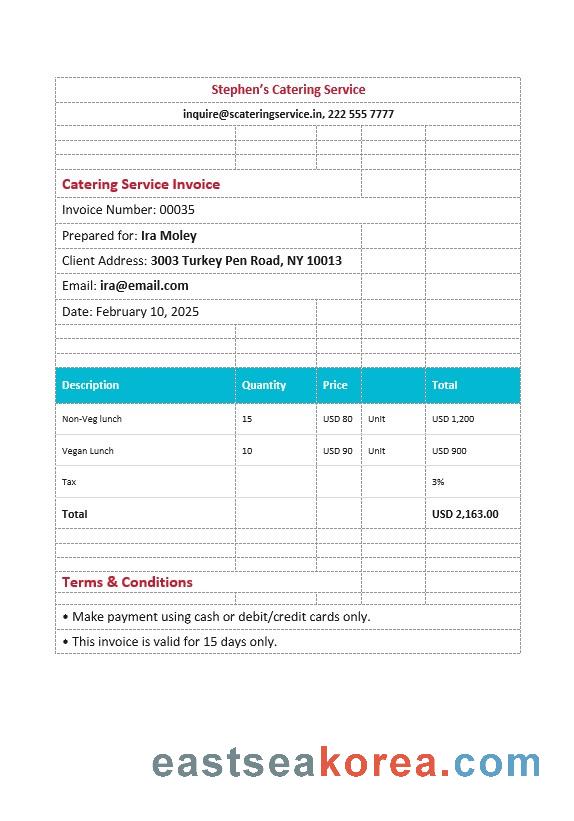 Stephen's Catering Service
inquire@scateringservice.in, 222 555 7777
Catering Service Invoice
Invoice Number: 00035
Prepared for: Ira Moley
Client Address: 3003 Turkey Pen Road, NY 10013
Email: ira@email.com
Date: February 10, 2025
Description Quantity Price Total
Non-Veg lunch 15 USD 80 Unit USD 1,200
Vegan Lunch 10 USD 90 Unit USD 900
Tax 3%
Total USD 2,163.00
Terms & Conditions
• Make payment using cash or debit/credit cards only.
• This invoice is valid for 15 days only.
eastseakorea.com